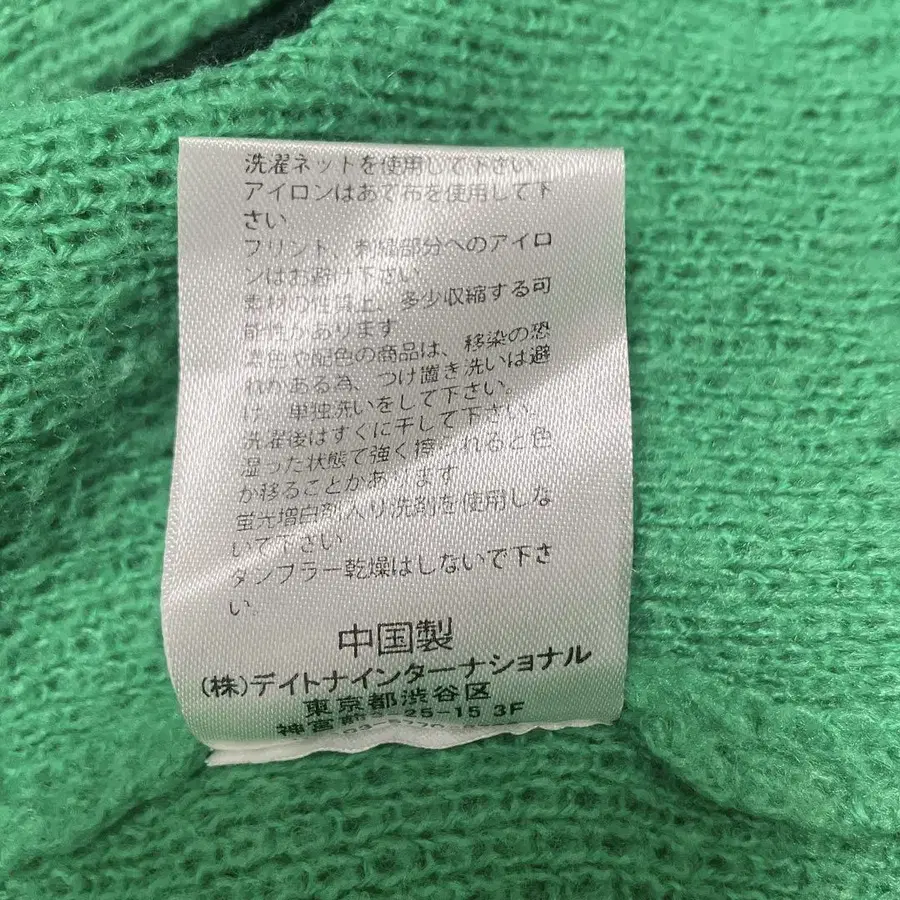 洗濯ネットを使用して下さい
アイロンはあて布を使用して下
さい
プリント、刺繍部分へのアイロ
ンはお避け下さい
素材の性質上、多少収縮する可
能性があります
濃色や配色の商品は、移染の恐
れがある為、つけ置き洗いは避
け、単独洗いをして下さい。
洗濯後はすぐに干して下さい。
湿った状態で強く擦られると色
が移ることがあります
蛍光増白剤入り洗剤を使用しな
いで下さい
タンブラー乾燥はしないで下さ
い。
中国製
(株)デイトナインターナショナル
東京都渋谷区
神宮前 25-15 3F